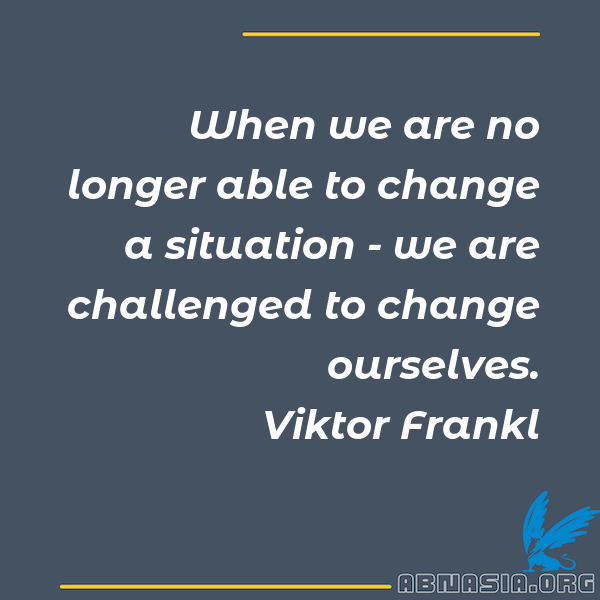 When we are no
longer able to change
a situation - we are
challenged to change
ourselves.
Viktor Frankl
ABNASIA.ORG